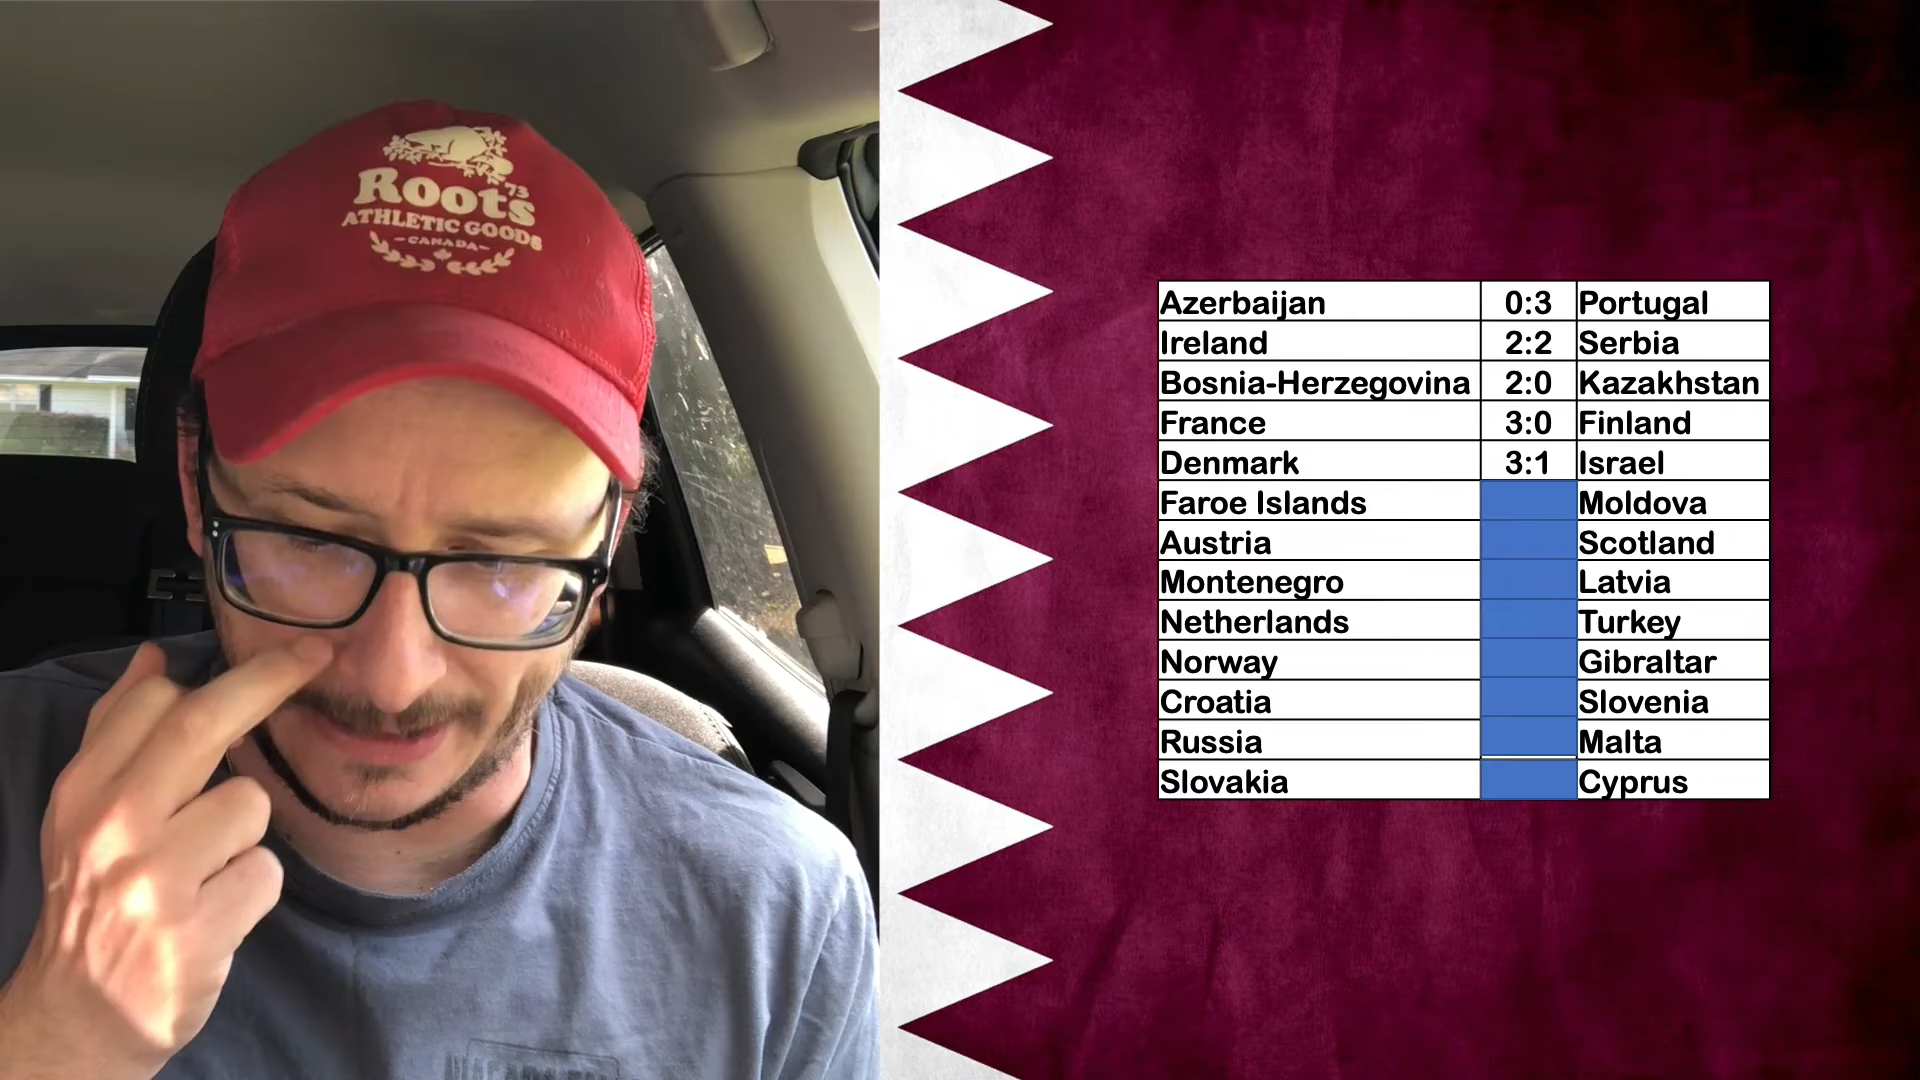 Roots
'73
ATHLETIC GOODS
-CANADA-
Azerbaijan 0:3 Portugal
Ireland 2:2 Serbia
Bosnia-Herzegovina 2:0 Kazakhstan
France 3:0 Finland
Denmark 3:1 Israel
Faroe Islands Moldova
Austria Scotland
Montenegro Latvia
Netherlands Turkey
Norway Gibraltar
Croatia Slovenia
Russia Malta
Slovakia Cyprus